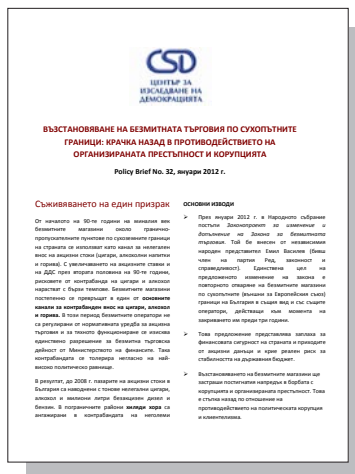 CSD
ЦЕНТЪР ЗА
ИЗСЛЕДВАНЕ НА
ДЕМОКРАЦИЯТА
ВЪЗСТАНОВЯВАНЕ НА БЕЗМИТНАТА ТЪРГОВИЯ ПО СУХОПЪТНИТЕ
ГРАНИЦИ: КРАЧКА НАЗАД В ПРОТИВОДЕЙСТВИЕТО НА
ОРГАНИЗИРАНАТА ПРЕСТЪПНОСТ И КОРУПЦИЯТА
Policy Brief No. 32, януари 2012 г.
Съживяването на един призрак
От началото на 90-те години на миналия век
безмитните магазини около гранично-
пропускателните пунктове по сухоземните граници
на страната се използват като канал за нелегален
внос на акцизни стоки (цигари, алкохолни напитки
и горива). С увеличаването на акцизните ставки и
на ДДС през втората половина на 90-те години,
рисковете от контрабанда на цигари и алкохол
нарастват с бързи темпове. Безмитните магазини
постепенно се превръщат в един от основните
канали за контрабанден внос на цигари, алкохол
и горива. В този период безмитните оператори не
са регулирани от нормативната уредба за акцизна
търговия и за тяхното функциониране се изисква
единствено разрешение за безмитна търговска
дейност от Министерството на финансите. Така
контрабандата се толерира негласно на най-
високо политическо равнище.
В резултат, до 2008 г. пазарите на акцизни стоки в
България са наводнени с тонове нелегални цигари,
алкохол и милиони литри безакцизен дизел и
бензин. В пограничните райони хиляди хора са
ангажирани в контрабандата на неголеми
ОСНОВНИ ИЗВОДИ
➢ През януари 2012 г. в Народното събрание
постъпи Законопроект за изменение и
допълнение на Закона за безмитната
търговия. Той бе внесен от независимия
народен представител Емил Василев (бивш
член на партия Ред, законност и
справедливост). Единствена цел на
предложеното изменение на закона е
повторното отваряне на безмитните магазини
по сухопътните (външни за Европейския съюз)
граници на България в същия вид и със същите
оператори, действащи към момента на
закриването им преди три години.
➢ Това предложение представлява заплаха за
финансовата сигурност на страната и приходите
от акцизни данъци и крие реален риск за
стабилността на държавния бюджет.
➢ Възстановяването на безмитните магазини ще
застраши постигнатия напредък в борбата с
корупцията и организираната престъпност. Това
е стъпка назад по отношение на
противодействието на политическата корупция
и клиентелизма.